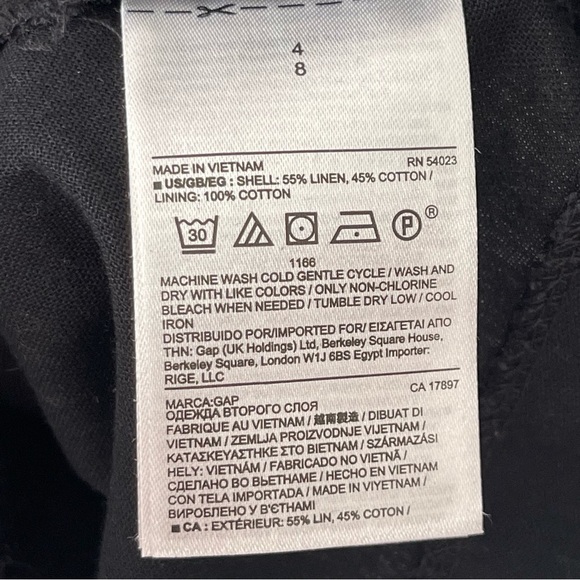 4
8
MADE IN VIETNAM RN 54023
■ US/GB/EG : SHELL: 55% LINEN, 45% COTTON /
LINING: 100% COTTON
30 P ®
1166
MACHINE WASH COLD GENTLE CYCLE / WASH AND
DRY WITH LIKE COLORS / ONLY NON-CHLORINE
BLEACH WHEN NEEDED / TUMBLE DRY LOW / COOL
IRON
DISTRIBUIDO POR/IMPORTED FOR/ ΕΙΣΑΓΕΤΑΙ ΑΠΟ
ΤΗΝ: Gap (UK Holdings) Ltd, Berkeley Square House,
Berkeley Square, London W1J 6BS Egypt Importer:
RIGE, LLC
CA 17897
MARCA:GAP
ОДЕЖДА ВТОРОГО СЛОЯ
FABRIQUE AU VIETNAM / 越南製造 / DIBUAT DI
VIETNAM / ZEMLJA PROIZVODNJE VIJETNAM /
ΚΑΤΑΣΚΕΥΑΣΤΗΚΕ ΣΤΟ ΒΙΕΤΝΑΜ / SZÁRMAZÁSI
HELY: VIETNÁM / FABRICADO NO VIETNÃ /
СДЕЛАНО ВО ВЬЕТНАМЕ / HECHO EN VIETNAM
CON TELA IMPORTADA / MADE IN VIYETNAM /
ВИРОБЛЕНО У В'ЄТНАМІ
■ CA : EXTÉRIEUR: 55% LIN, 45% COTON /